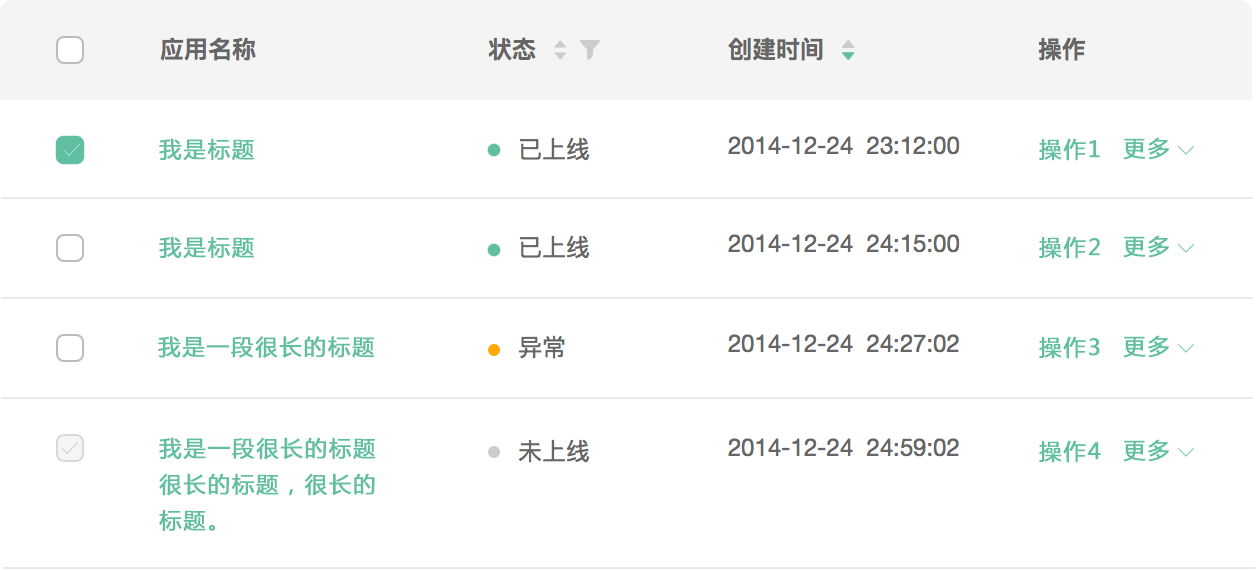 应用名称 状态 创建时间 操作
我是标题 已上线 2014-12-24 23:12:00 操作1 更多
我是标题 已上线 2014-12-24 24:15:00 操作2 更多
我是一段很长的标题 异常 2014-12-24 24:27:02 操作3 更多
我是一段很长的标题 未上线 2014-12-24 24:59:02 操作4 更多
很长的标题，很长的
标题。